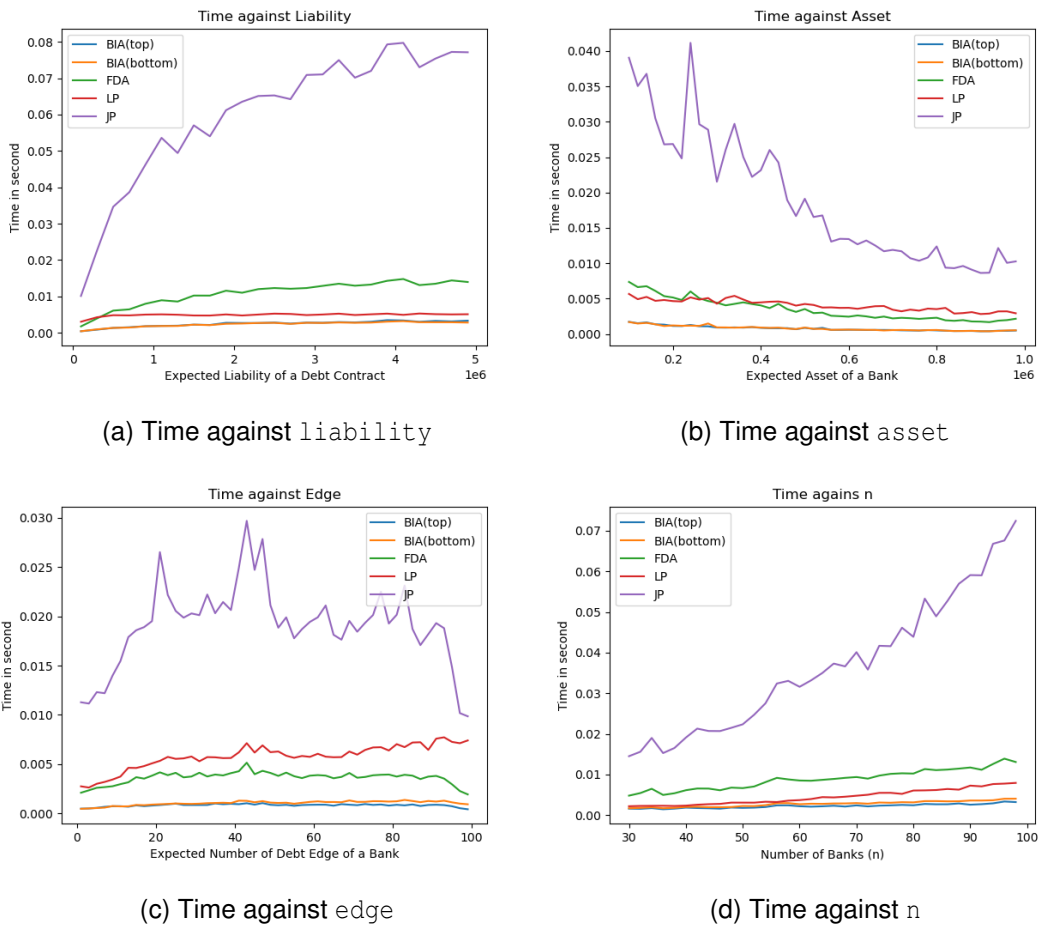 Time against Liability
BIA(top)
BIA(bottom)
FDA
LP
JP
0.08
0.07
0.06
0.05
0.04
0.03
0.02
0.01
0.00
Time in second
0 1 2 3 4 5
1e6
Expected Liability of a Debt Contract
(a) Time against liability
Time against Asset
BIA(top)
BIA(bottom)
FDA
LP
JP
0.040
0.035
0.030
0.025
0.020
0.015
0.010
0.005
0.000
Time in second
0.2 0.4 0.6 0.8 1.0
1e6
Expected Asset of a Bank
(b) Time against asset
Time against Edge
BIA(top)
BIA(bottom)
FDA
LP
JP
0.030
0.025
0.020
0.015
0.010
0.005
0.000
Time in second
0 20 40 60 80 100
Expected Number of Debt Edge of a Bank
(c) Time against edge
Time agains n
BIA(top)
BIA(bottom)
FDA
LP
JP
0.07
0.06
0.05
0.04
0.03
0.02
0.01
0.00
Time in second
30 40 50 60 70 80 90 100
Number of Banks (n)
(d) Time against n